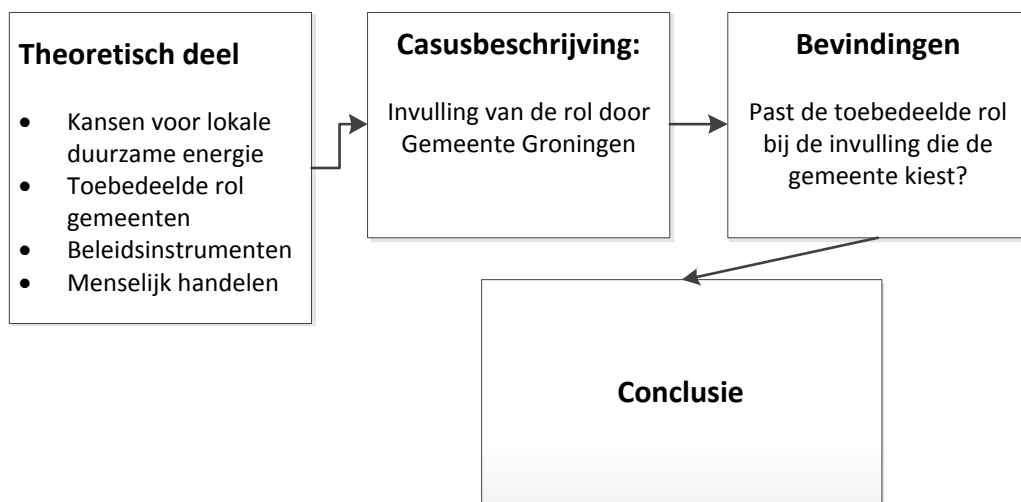 Theoretisch deel
• Kansen voor lokale
duurzame energie
• Toebedeelde rol
gemeenten
• Beleidsinstrumenten
• Menselijk handelen
Casusbeschrijving:
Invulling van de rol door
Gemeente Groningen
Bevindingen
Past de toebedeelde rol
bij de invulling die de
gemeente kiest?
Conclusie